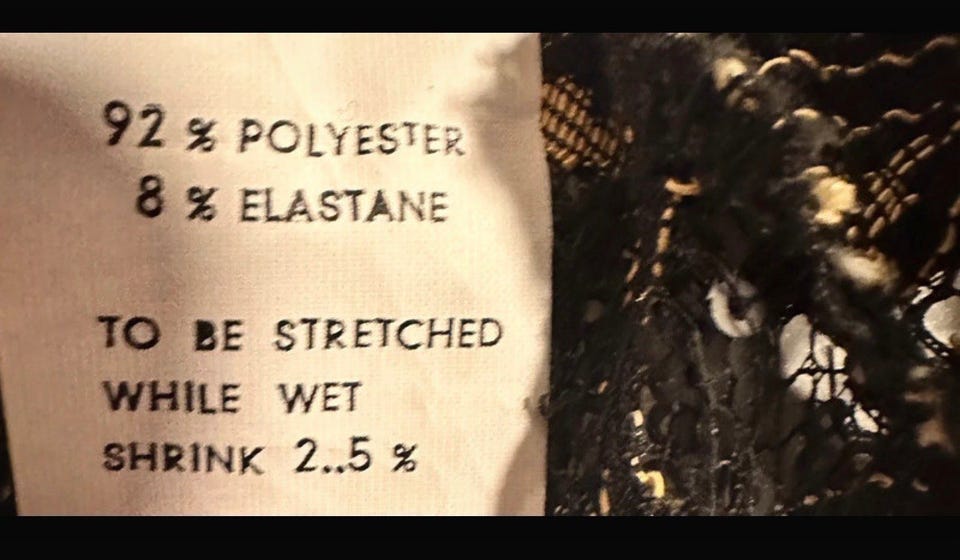 92 % POLYESTER
8 % ELASTANE
TO BE STRETCHED
WHILE WET
SHRINK 2..5 %